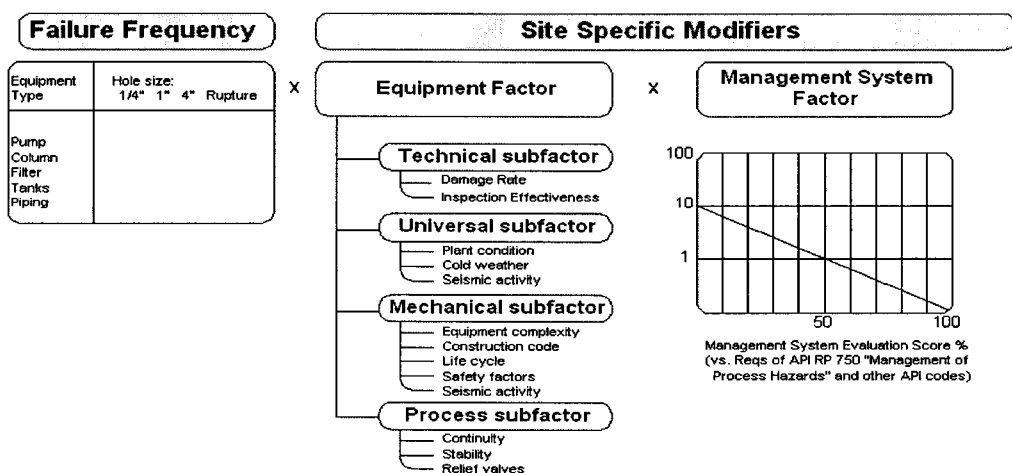 Failure Frequency
Site Specific Modifiers
Equipment
Type
Hole size:
1/4" 1" 4" Rupture
Pump
Column
Filter
Tanks
Piping
x
Equipment Factor
x
Management System
Factor
Technical subfactor
Damage Rate
Inspection Effectiveness
Universal subfactor
Plant condition
Cold weather
Seismic activity
Mechanical subfactor
Equipment complexity
Construction code
Life cycle
Safety factors
Seismic activity
Process subfactor
Continuity
Stability
Relief valves
100
10
1
50
100
Management System Evaluation Score %
(vs. Reqs of API RP 750 "Management of
Process Hazards" and other API codes)